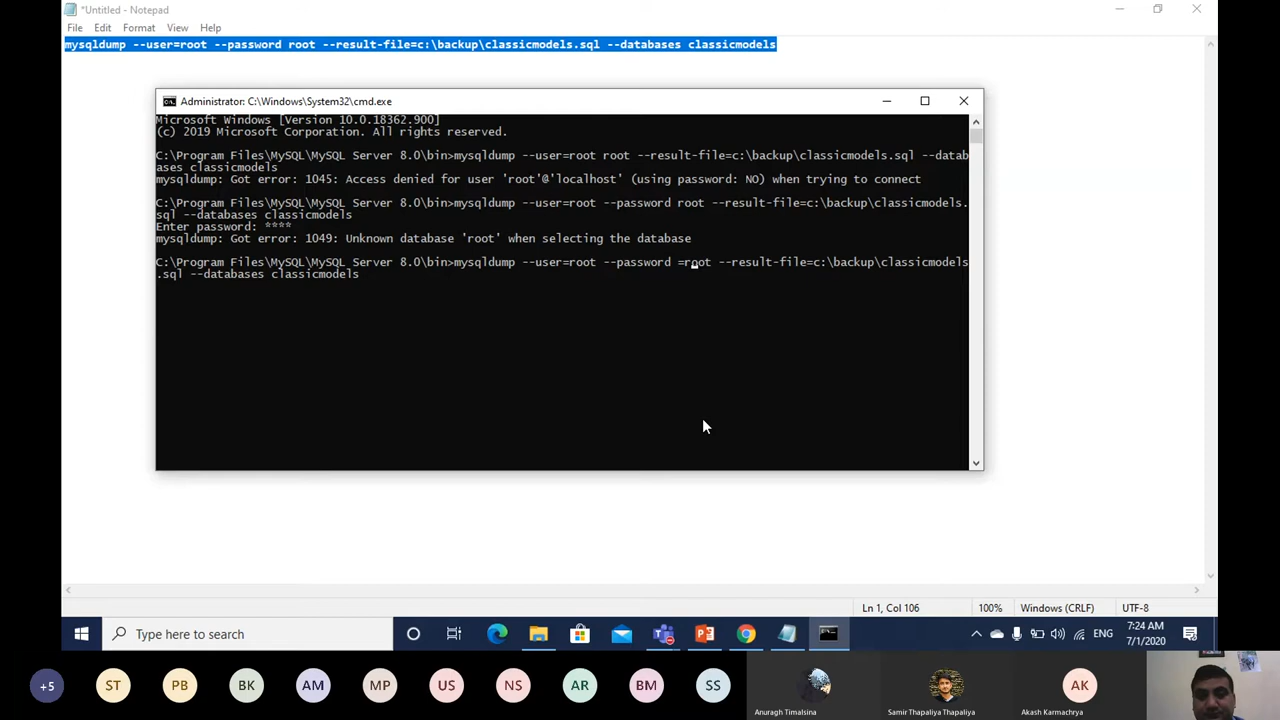 *Untitled - Notepad
File Edit Format View Help
mysqldump --user=root --password root --result-file=c:\backup\classicmodels.sql --databases classicmodels
Administrator: C:\Windows\System32\cmd.exe
Microsoft Windows [Version 10.0.18362.900]
(c) 2019 Microsoft Corporation. All rights reserved.
C:\Program Files\MySQL\MySQL Server 8.0\bin>mysqldump --user=root root --result-file=c:\backup\classicmodels.sql --datab
ases classicmodels
mysqldump: Got error: 1045: Access denied for user 'root'@'localhost' (using password: NO) when trying to connect
C:\Program Files\MySQL\MySQL Server 8.0\bin>mysqldump --user=root --password root --result-file=c:\backup\classicmodels.
sql --databases classicmodels
Enter password: ****
mysqldump: Got error: 1049: Unknown database 'root' when selecting the database
C:\Program Files\MySQL\MySQL Server 8.0\bin>mysqldump --user=root --password =root --result-file=c:\backup\classicmodels
.sql --databases classicmodels
Ln 1, Col 106 100% Windows (CRLF) UTF-8
Type here to search
ENG
7:24 AM
7/1/2020
+5 ST PB BK AM MP US NS AR BM SS AK
Anuragh Timalsina Samir Thapaliya Thapaliya Akash Karmachrya